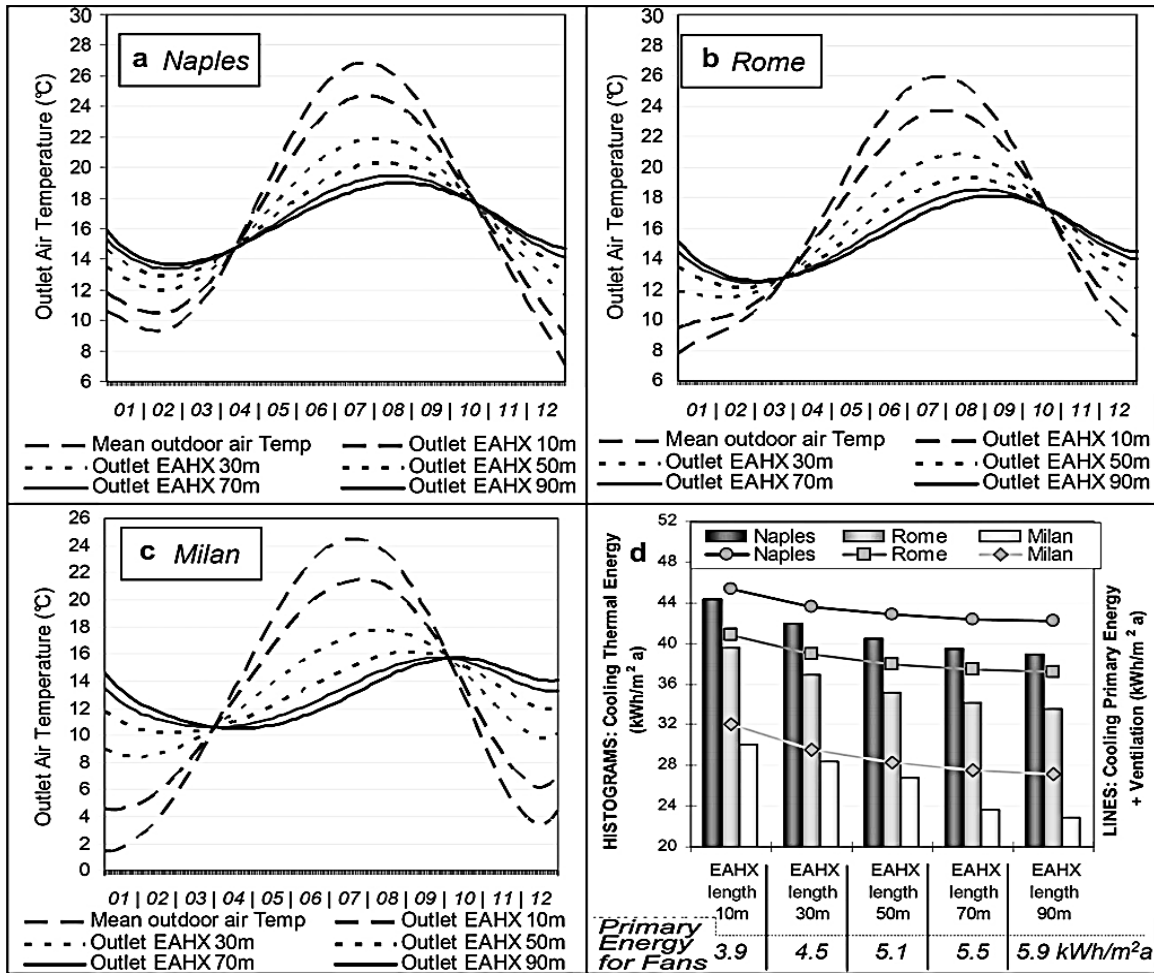 a Naples
Outlet Air Temperature (°C)
30
28
26
24
22
20
18
16
14
12
10
8
6
01 | 02 | 03 | 04 | 05 | 06 | 07 | 08 | 09 | 10 | 11 | 12
Mean outdoor air Temp
Outlet EAHX 10m
Outlet EAHX 30m
Outlet EAHX 50m
Outlet EAHX 70m
Outlet EAHX 90m
b Rome
Outlet Air Temperature (°C)
30
28
26
24
22
20
18
16
14
12
10
8
6
01 | 02 | 03 | 04 | 05 | 06 | 07 | 08 | 09 | 10 | 11 | 12
Mean outdoor air Temp
Outlet EAHX 10m
Outlet EAHX 30m
Outlet EAHX 50m
Outlet EAHX 70m
Outlet EAHX 90m
c Milan
Outlet Air Temperature (°C)
26
24
22
20
18
16
14
12
10
8
6
4
2
0
01 | 02 | 03 | 04 | 05 | 06 | 07 | 08 | 09 | 10 | 11 | 12
Mean outdoor air Temp
Outlet EAHX 10m
Outlet EAHX 30m
Outlet EAHX 50m
Outlet EAHX 70m
Outlet EAHX 90m
d
Naples Rome Milan
Naples Rome Milan
HISTOGRAMS: Cooling Thermal Energy
(kWh/m² a)
52
48
44
40
36
32
28
24
20
LINES: Cooling Primary Energy
+ Ventilation (kWh/m² a)
EAHX length 10m
EAHX length 30m
EAHX length 50m
EAHX length 70m
EAHX length 90m
Primary
Energy
for Fans
3.9 4.5 5.1 5.5 5.9 kWh/m²a